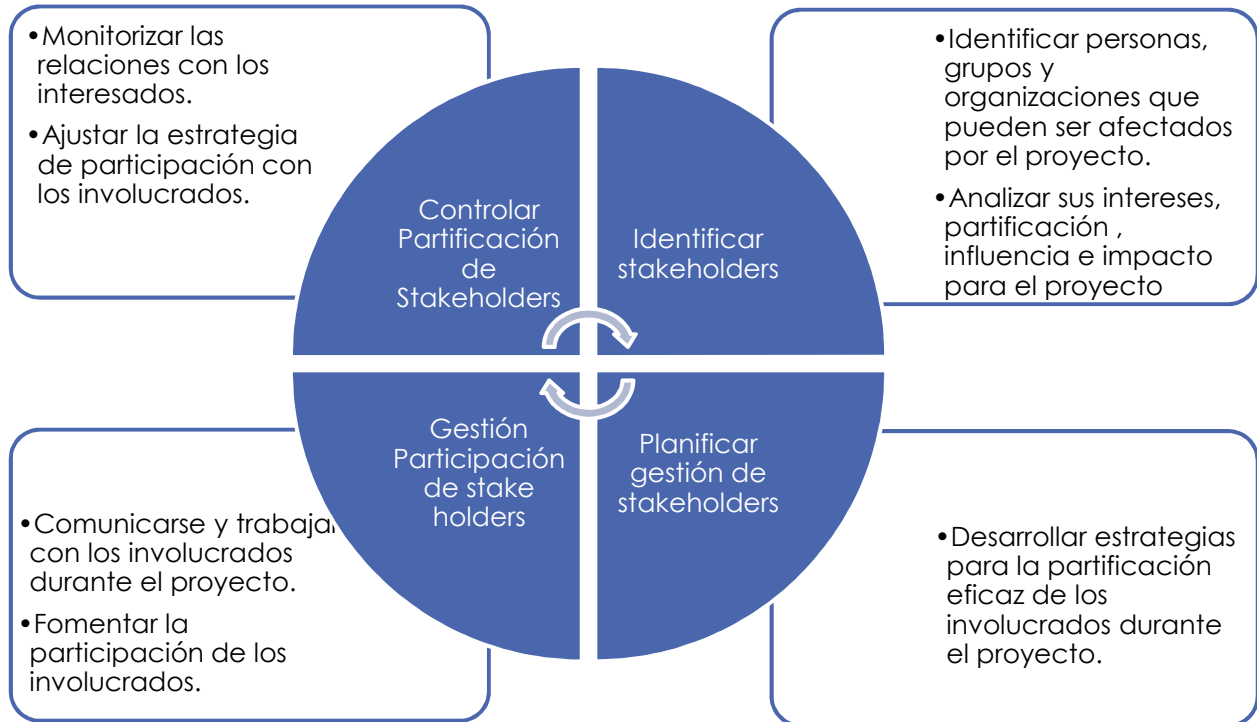 •Monitorizar las
relaciones con los
interesados.
•Ajustar la estrategia
de participación con
los involucrados.
•Identificar personas,
grupos y
organizaciones que
pueden ser afectados
por el proyecto.
•Analizar sus intereses,
partificación ,
influencia e impacto
para el proyecto
Controlar
Partificación
de
Stakeholders
Identificar
stakeholders
Gestión
Participación
de stake
holders
Planificar
gestión de
stakeholders
•Comunicarse y trabajar
con los involucrados
durante el proyecto.
•Fomentar la
participación de los
involucrados.
•Desarrollar estrategias
para la partificación
eficaz de los
involucrados durante
el proyecto.